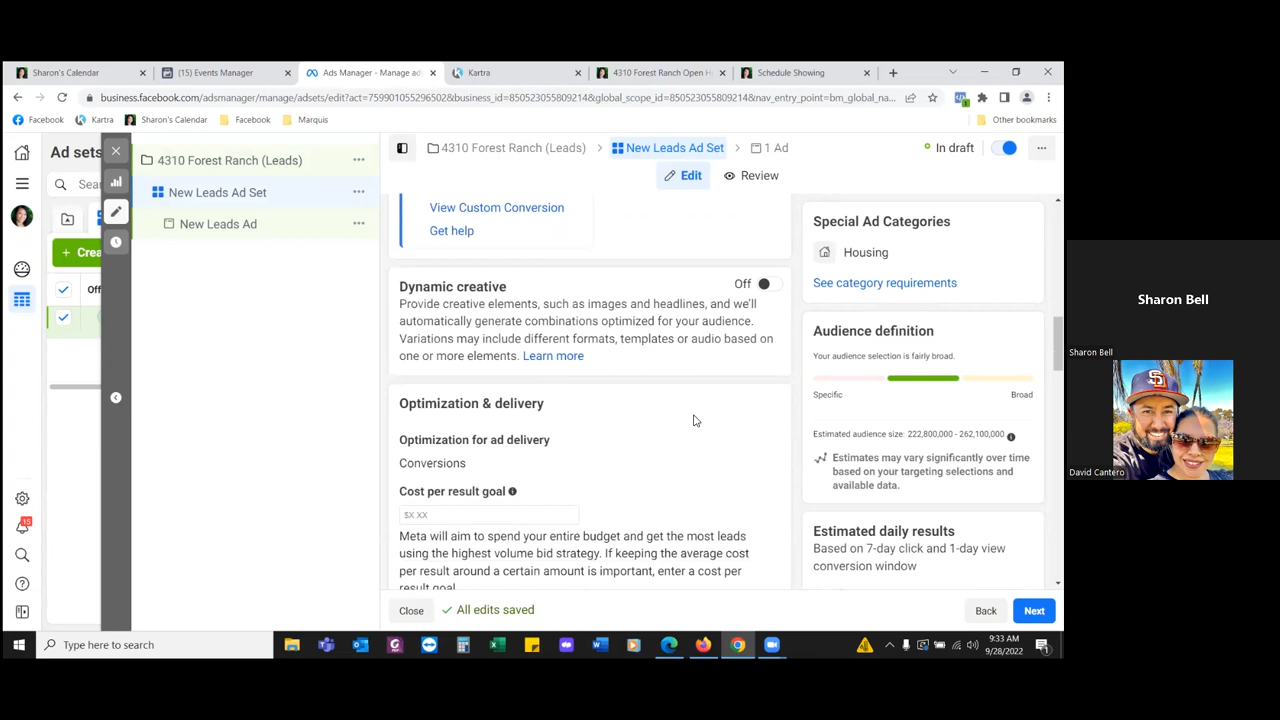 Sharon's Calendar
(15) Events Manager
Ads Manager - Manage ads
Kartra
4310 Forest Ranch Open H
Schedule Showing
business.facebook.com/adsmanager/manage/adsets/edit?act=759901055296502&business_id=850523055809214&global_scope_id=850523055809214&nav_entry_point=bm_global_na...
Facebook
Kartra
Sharon's Calendar
Facebook
Marquis
Other bookmarks
Ad sets
Sear
+ Crea
Off
15
4310 Forest Ranch (Leads)
New Leads Ad Set
New Leads Ad
4310 Forest Ranch (Leads) > New Leads Ad Set > 1 Ad
In draft
Edit
Review
View Custom Conversion
Get help
Dynamic creative
Off
Provide creative elements, such as images and headlines, and we'll
automatically generate combinations optimized for your audience.
Variations may include different formats, templates or audio based on
one or more elements. Learn more
Optimization & delivery
Optimization for ad delivery
Conversions
Cost per result goal
$X.XX
Meta will aim to spend your entire budget and get the most leads
using the highest volume bid strategy. If keeping the average cost
per result around a certain amount is important, enter a cost per
result goal.
Special Ad Categories
Housing
See category requirements
Audience definition
Your audience selection is fairly broad.
Specific
Broad
Estimated audience size: 222,800,000 - 262,100,000
Estimates may vary significantly over time
based on your targeting selections and
available data.
Estimated daily results
Based on 7-day click and 1-day view
conversion window
Close
All edits saved
Back
Next
Type here to search
9:33 AM
9/28/2022
Sharon Bell
Sharon Bell
David Cantero